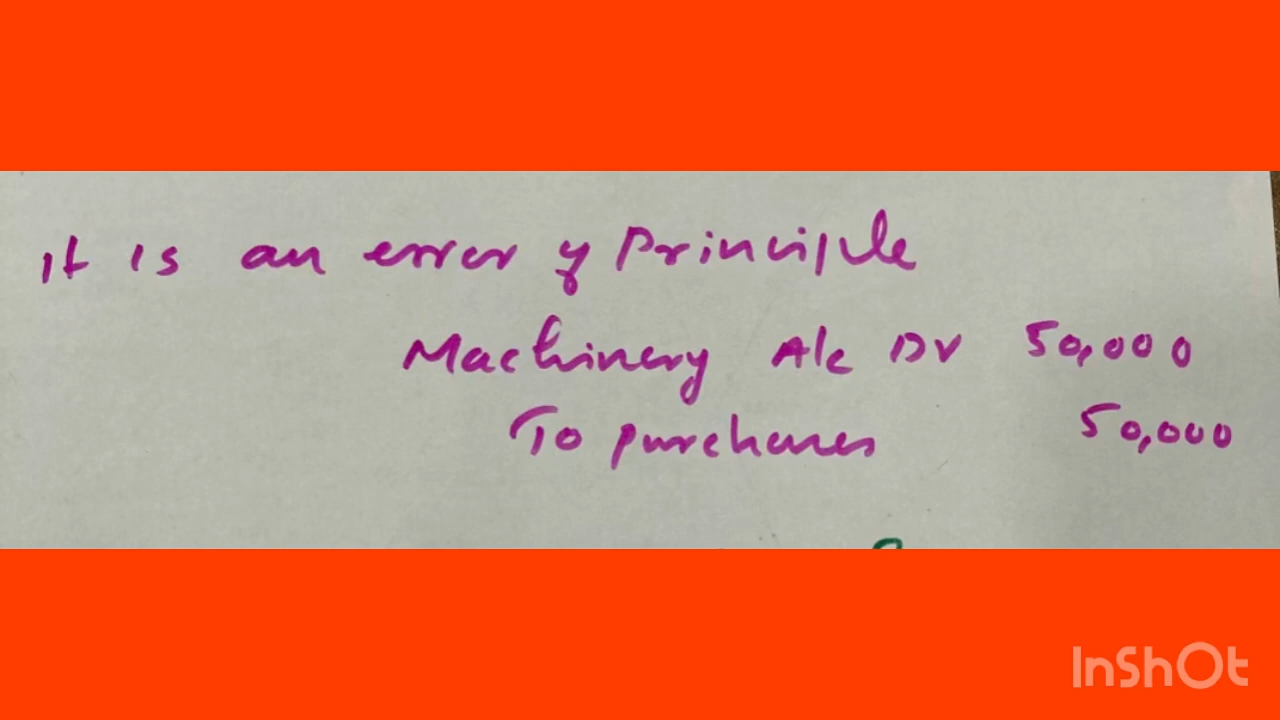 It is an error of Principle
Machinery A/c Dr 50,000
To purchases 50,000
InShOt